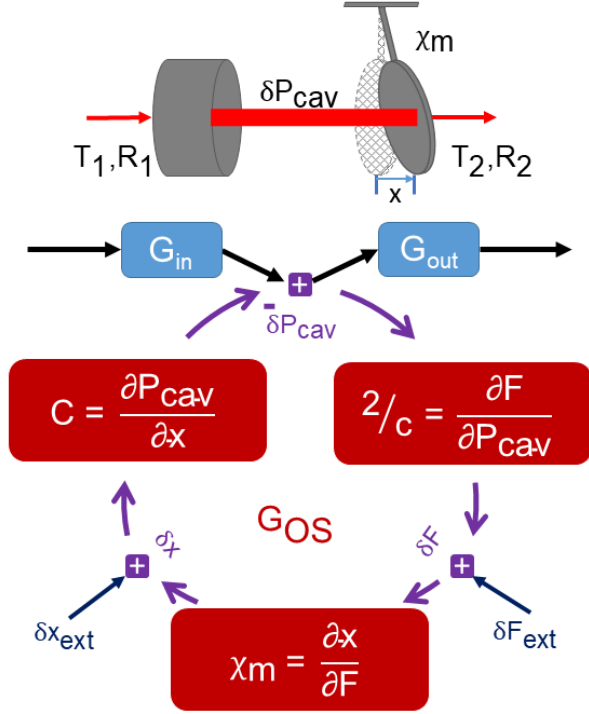 χm
δPcav
T1,R1
T2,R2
x
Gin
Gout
+
-
δPcav
C = ∂Pcav/∂x
2/c = ∂F/∂Pcav
GOS
δx
δF
+
+
δxext
δFext
χm = ∂x/∂F